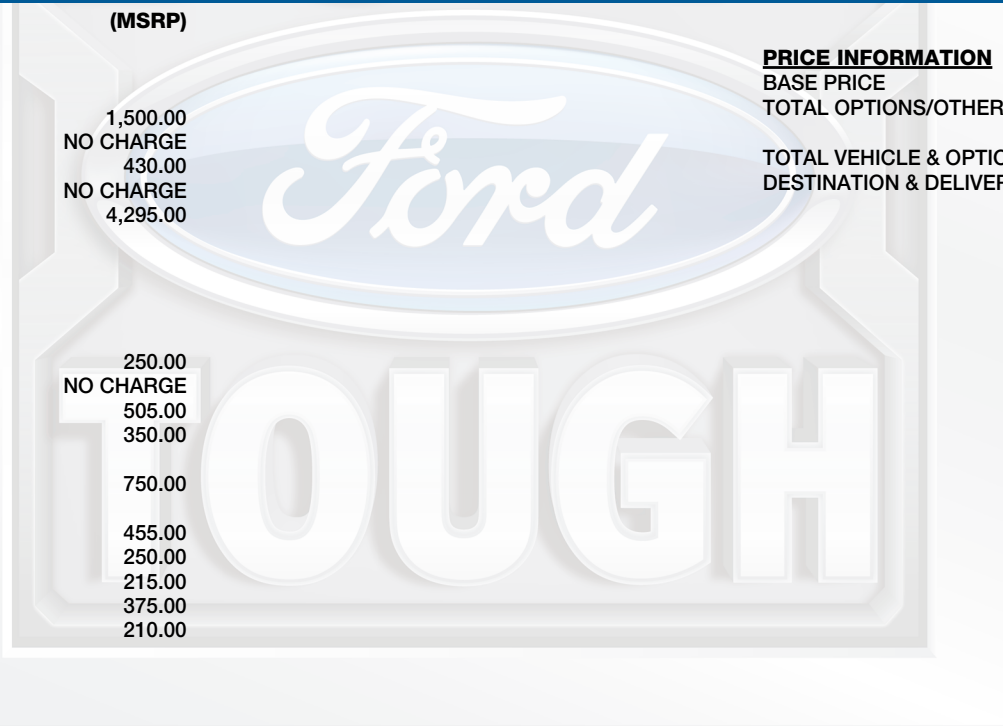 (MSRP)
1,500.00
NO CHARGE
430.00
NO CHARGE
4,295.00
250.00
NO CHARGE
505.00
350.00
750.00
455.00
250.00
215.00
375.00
210.00
PRICE INFORMATION
BASE PRICE
TOTAL OPTIONS/OTHER
TOTAL VEHICLE & OPTIO
DESTINATION & DELIVER
Ford
TOUGH